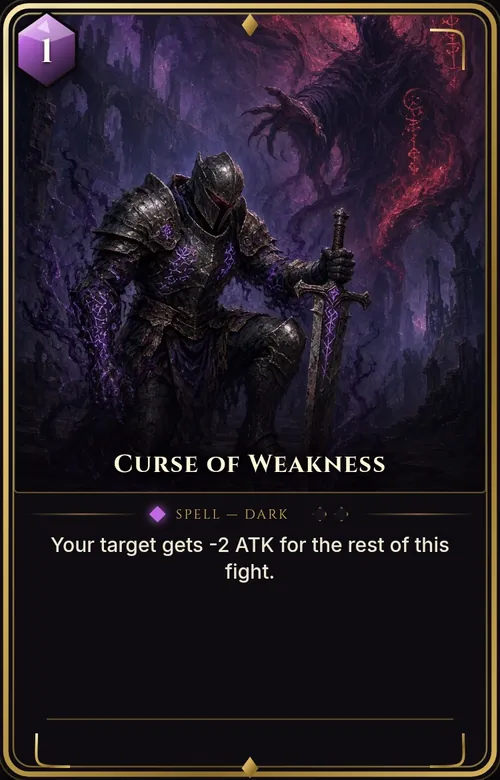 1
Curse of Weakness
SPELL — DARK
Your target gets -2 ATK for the rest of this
fight.